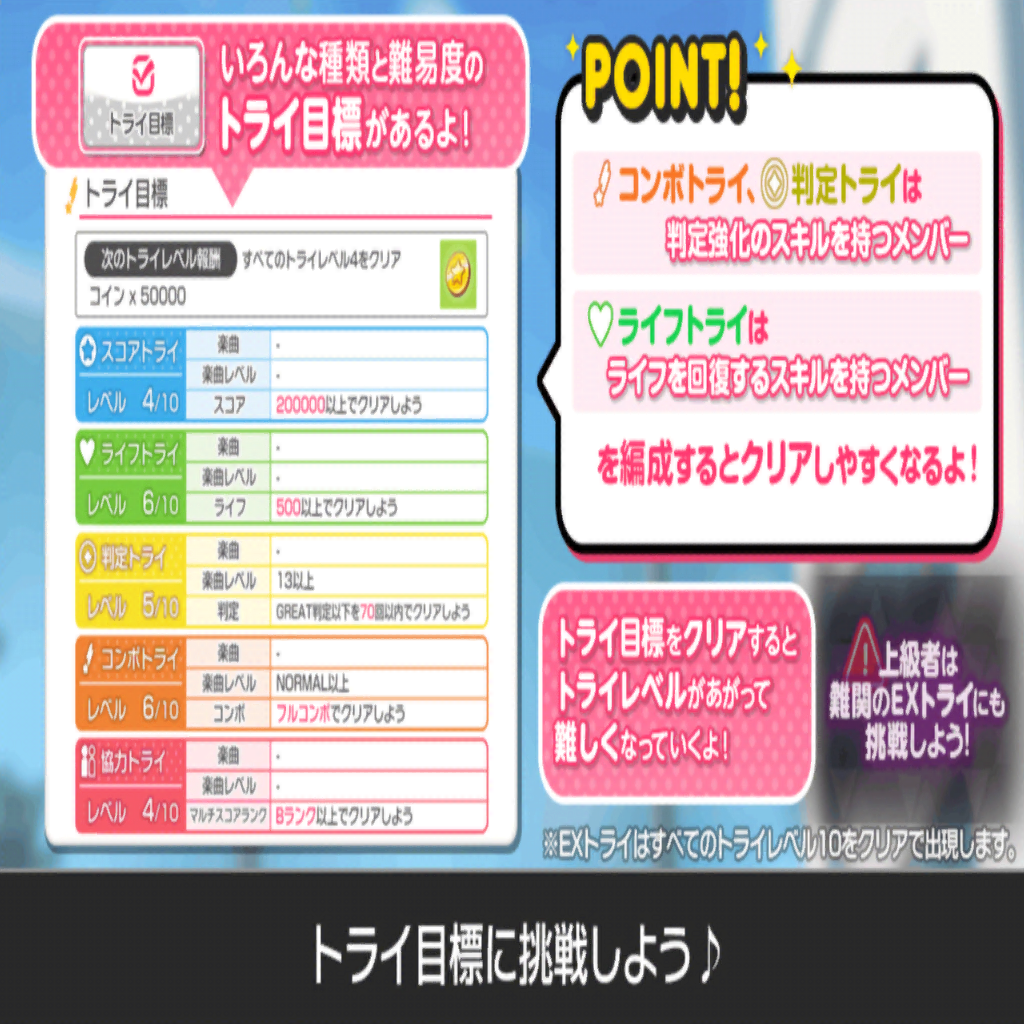 いろんな種類と難易度の
トライ目標があるよ!
トライ目標
トライ目標
次のトライレベル報酬 すべてのトライレベル4をクリア
コイン x 50000
スコアトライ
レベル 4/10
楽曲 -
楽曲レベル -
スコア 200000以上でクリアしよう
ライフトライ
レベル 6/10
楽曲 -
楽曲レベル -
ライフ 500以上でクリアしよう
判定トライ
レベル 5/10
楽曲 -
楽曲レベル 13以上
判定 GREAT判定以下を70回以内でクリアしよう
コンボトライ
レベル 6/10
楽曲 -
楽曲レベル NORMAL以上
コンボ フルコンボでクリアしよう
協力トライ
レベル 4/10
楽曲 -
楽曲レベル -
マルチスコアランク Bランク以上でクリアしよう
POINT!
コンボトライ、判定トライは
判定強化のスキルを持つメンバー
ライフトライは
ライフを回復するスキルを持つメンバー
を編成するとクリアしやすくなるよ!
トライ目標をクリアすると
トライレベルがあがって
難しくなっていくよ!
上級者は
難関のEXトライにも
挑戦しよう!
※EXトライはすべてのトライレベル10をクリアで出現します。
トライ目標に挑戦しよう♪